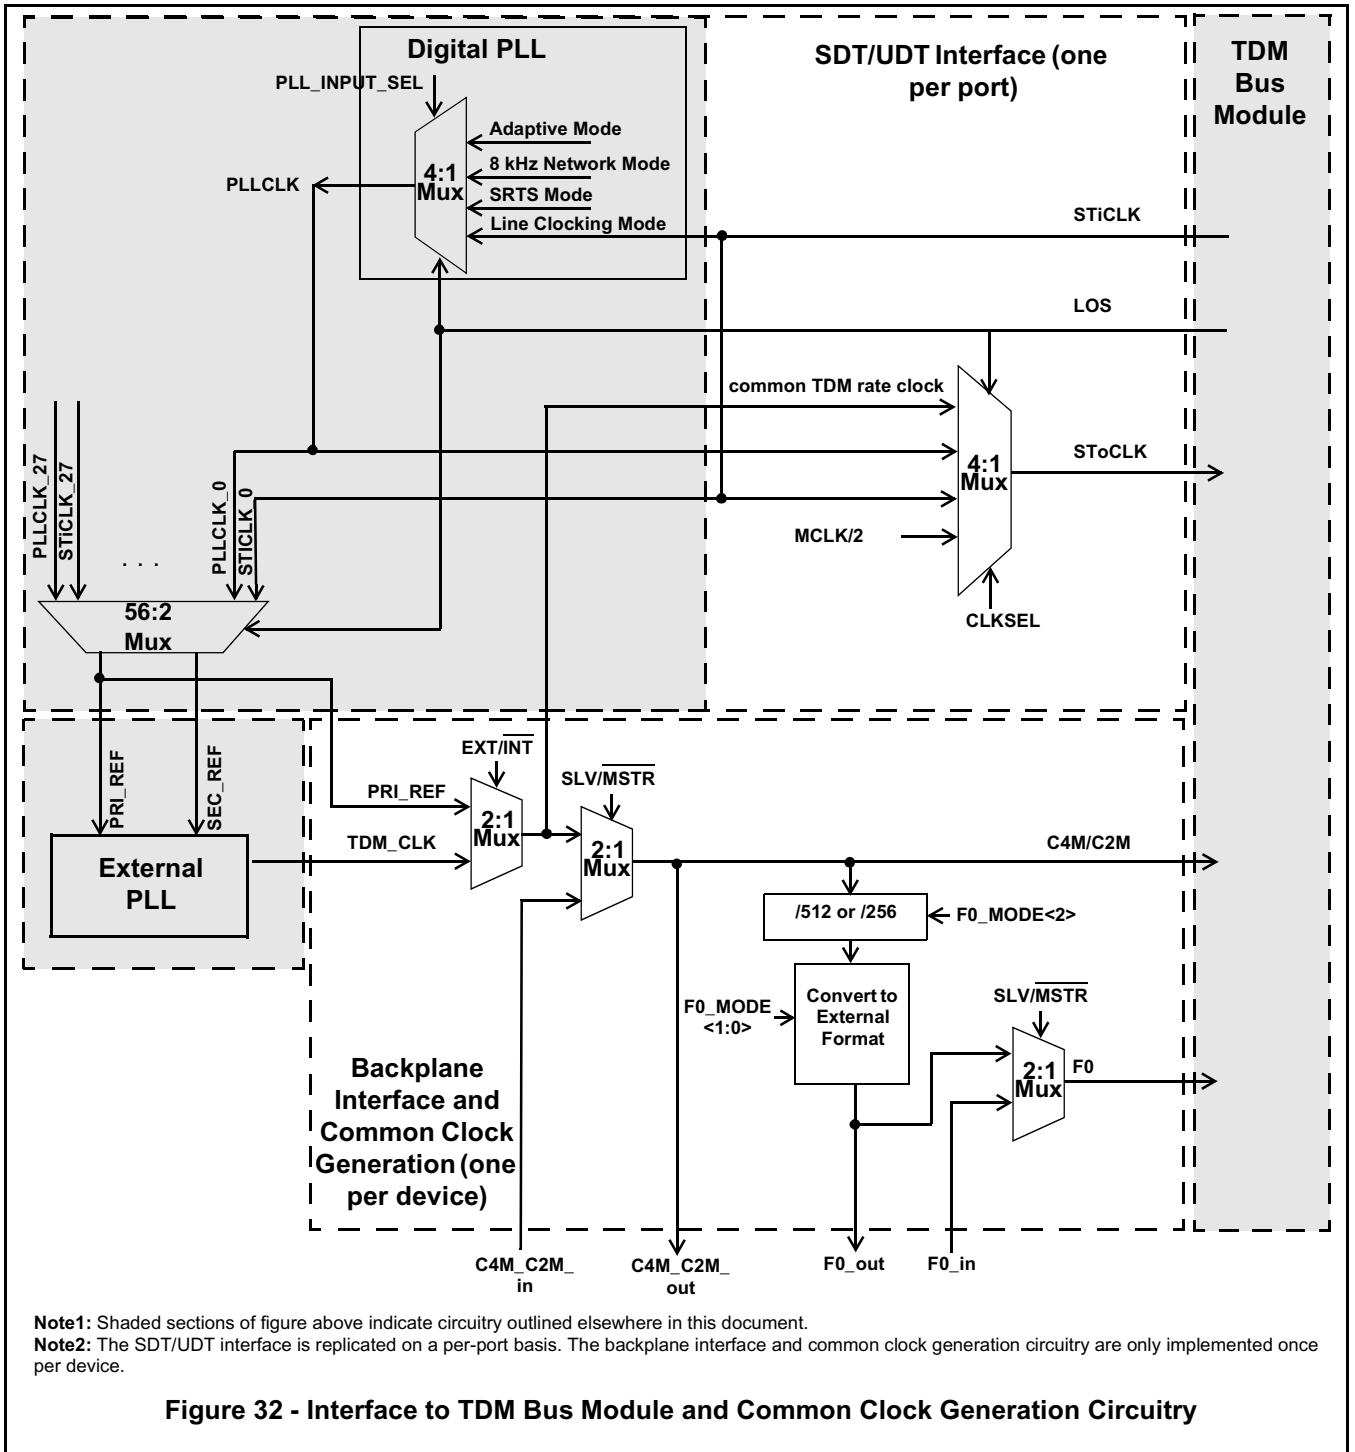 Digital PLL
SDT/UDT Interface (one
per port)
TDM
Bus
Module
PLL_INPUT_SEL
Adaptive Mode
8 kHz Network Mode
SRTS Mode
Line Clocking Mode
4:1
Mux
PLLCLK
STiCLK
LOS
common TDM rate clock
4:1
Mux
SToCLK
MCLK/2
CLKSEL
PLLCLK_27
STiCLK_27
. . .
PLLCLK_0
STiCLK_0
56:2
Mux
PRI_REF
SEC_REF
External
PLL
EXT/INT
PRI_REF
TDM_CLK
2:1
Mux
SLV/MSTR
2:1
Mux
C4M/C2M
/512 or /256
F0_MODE<2>
Convert to
External
Format
F0_MODE
<1:0>
SLV/MSTR
2:1
Mux
F0
Backplane
Interface and
Common Clock
Generation (one
per device)
C4M_C2M_
in
C4M_C2M_
out
F0_out
F0_in
Note1: Shaded sections of figure above indicate circuitry outlined elsewhere in this document.
Note2: The SDT/UDT interface is replicated on a per-port basis. The backplane interface and common clock generation circuitry are only implemented once
per device.
Figure 32 - Interface to TDM Bus Module and Common Clock Generation Circuitry